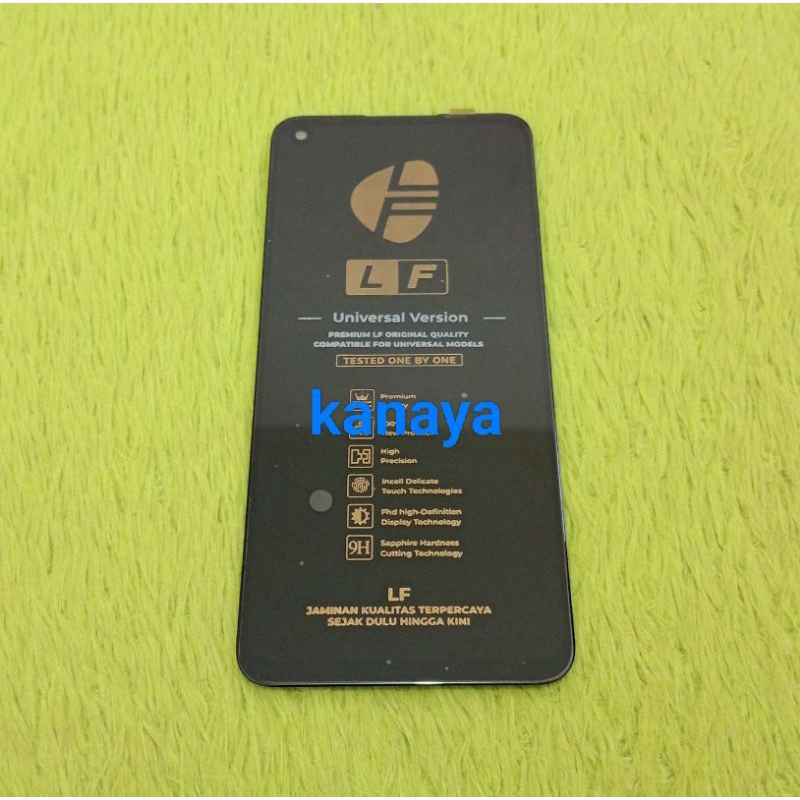 LF
LF
Universal Version
PREMIUM LF ORIGINAL QUALITY
COMPATIBLE FOR UNIVERSAL MODELS
TESTED ONE BY ONE
Premium
kanaya
High
Precision
Incell Delicate
Touch Technologies
Fhd high-Definition
Display Technology
9H
Sapphire Hardness
Cutting Technology
LF
JAMINAN KUALITAS TERPERCAYA
SEJAK DULU HINGGA KINI